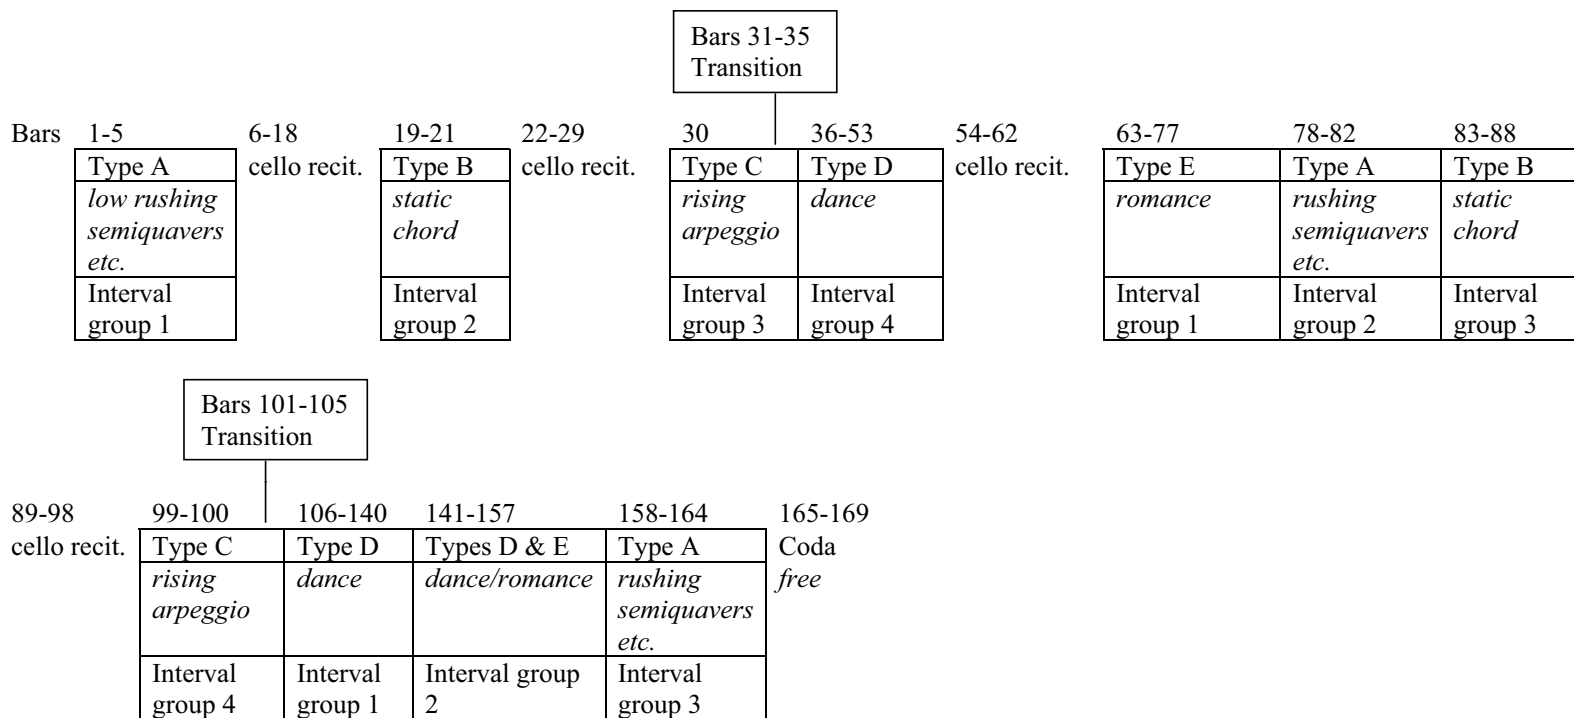 Bars 31-35
Transition
Bars 1-5 6-18 19-21 22-29 30 36-53 54-62 63-77 78-82 83-88
Type A cello recit. Type B cello recit. Type C Type D cello recit. Type E Type A Type B
low rushing static rising dance romance rushing static
semiquavers chord arpeggio semiquavers chord
etc. etc.
Interval Interval Interval Interval Interval Interval Interval
group 1 group 2 group 3 group 4 group 1 group 2 group 3
Bars 101-105
Transition
89-98 99-100 106-140 141-157 158-164 165-169
cello recit. Type C Type D Types D & E Type A Coda
rising dance dance/romance rushing free
arpeggio semiquavers
etc.
Interval Interval Interval group Interval
group 4 group 1 2 group 3